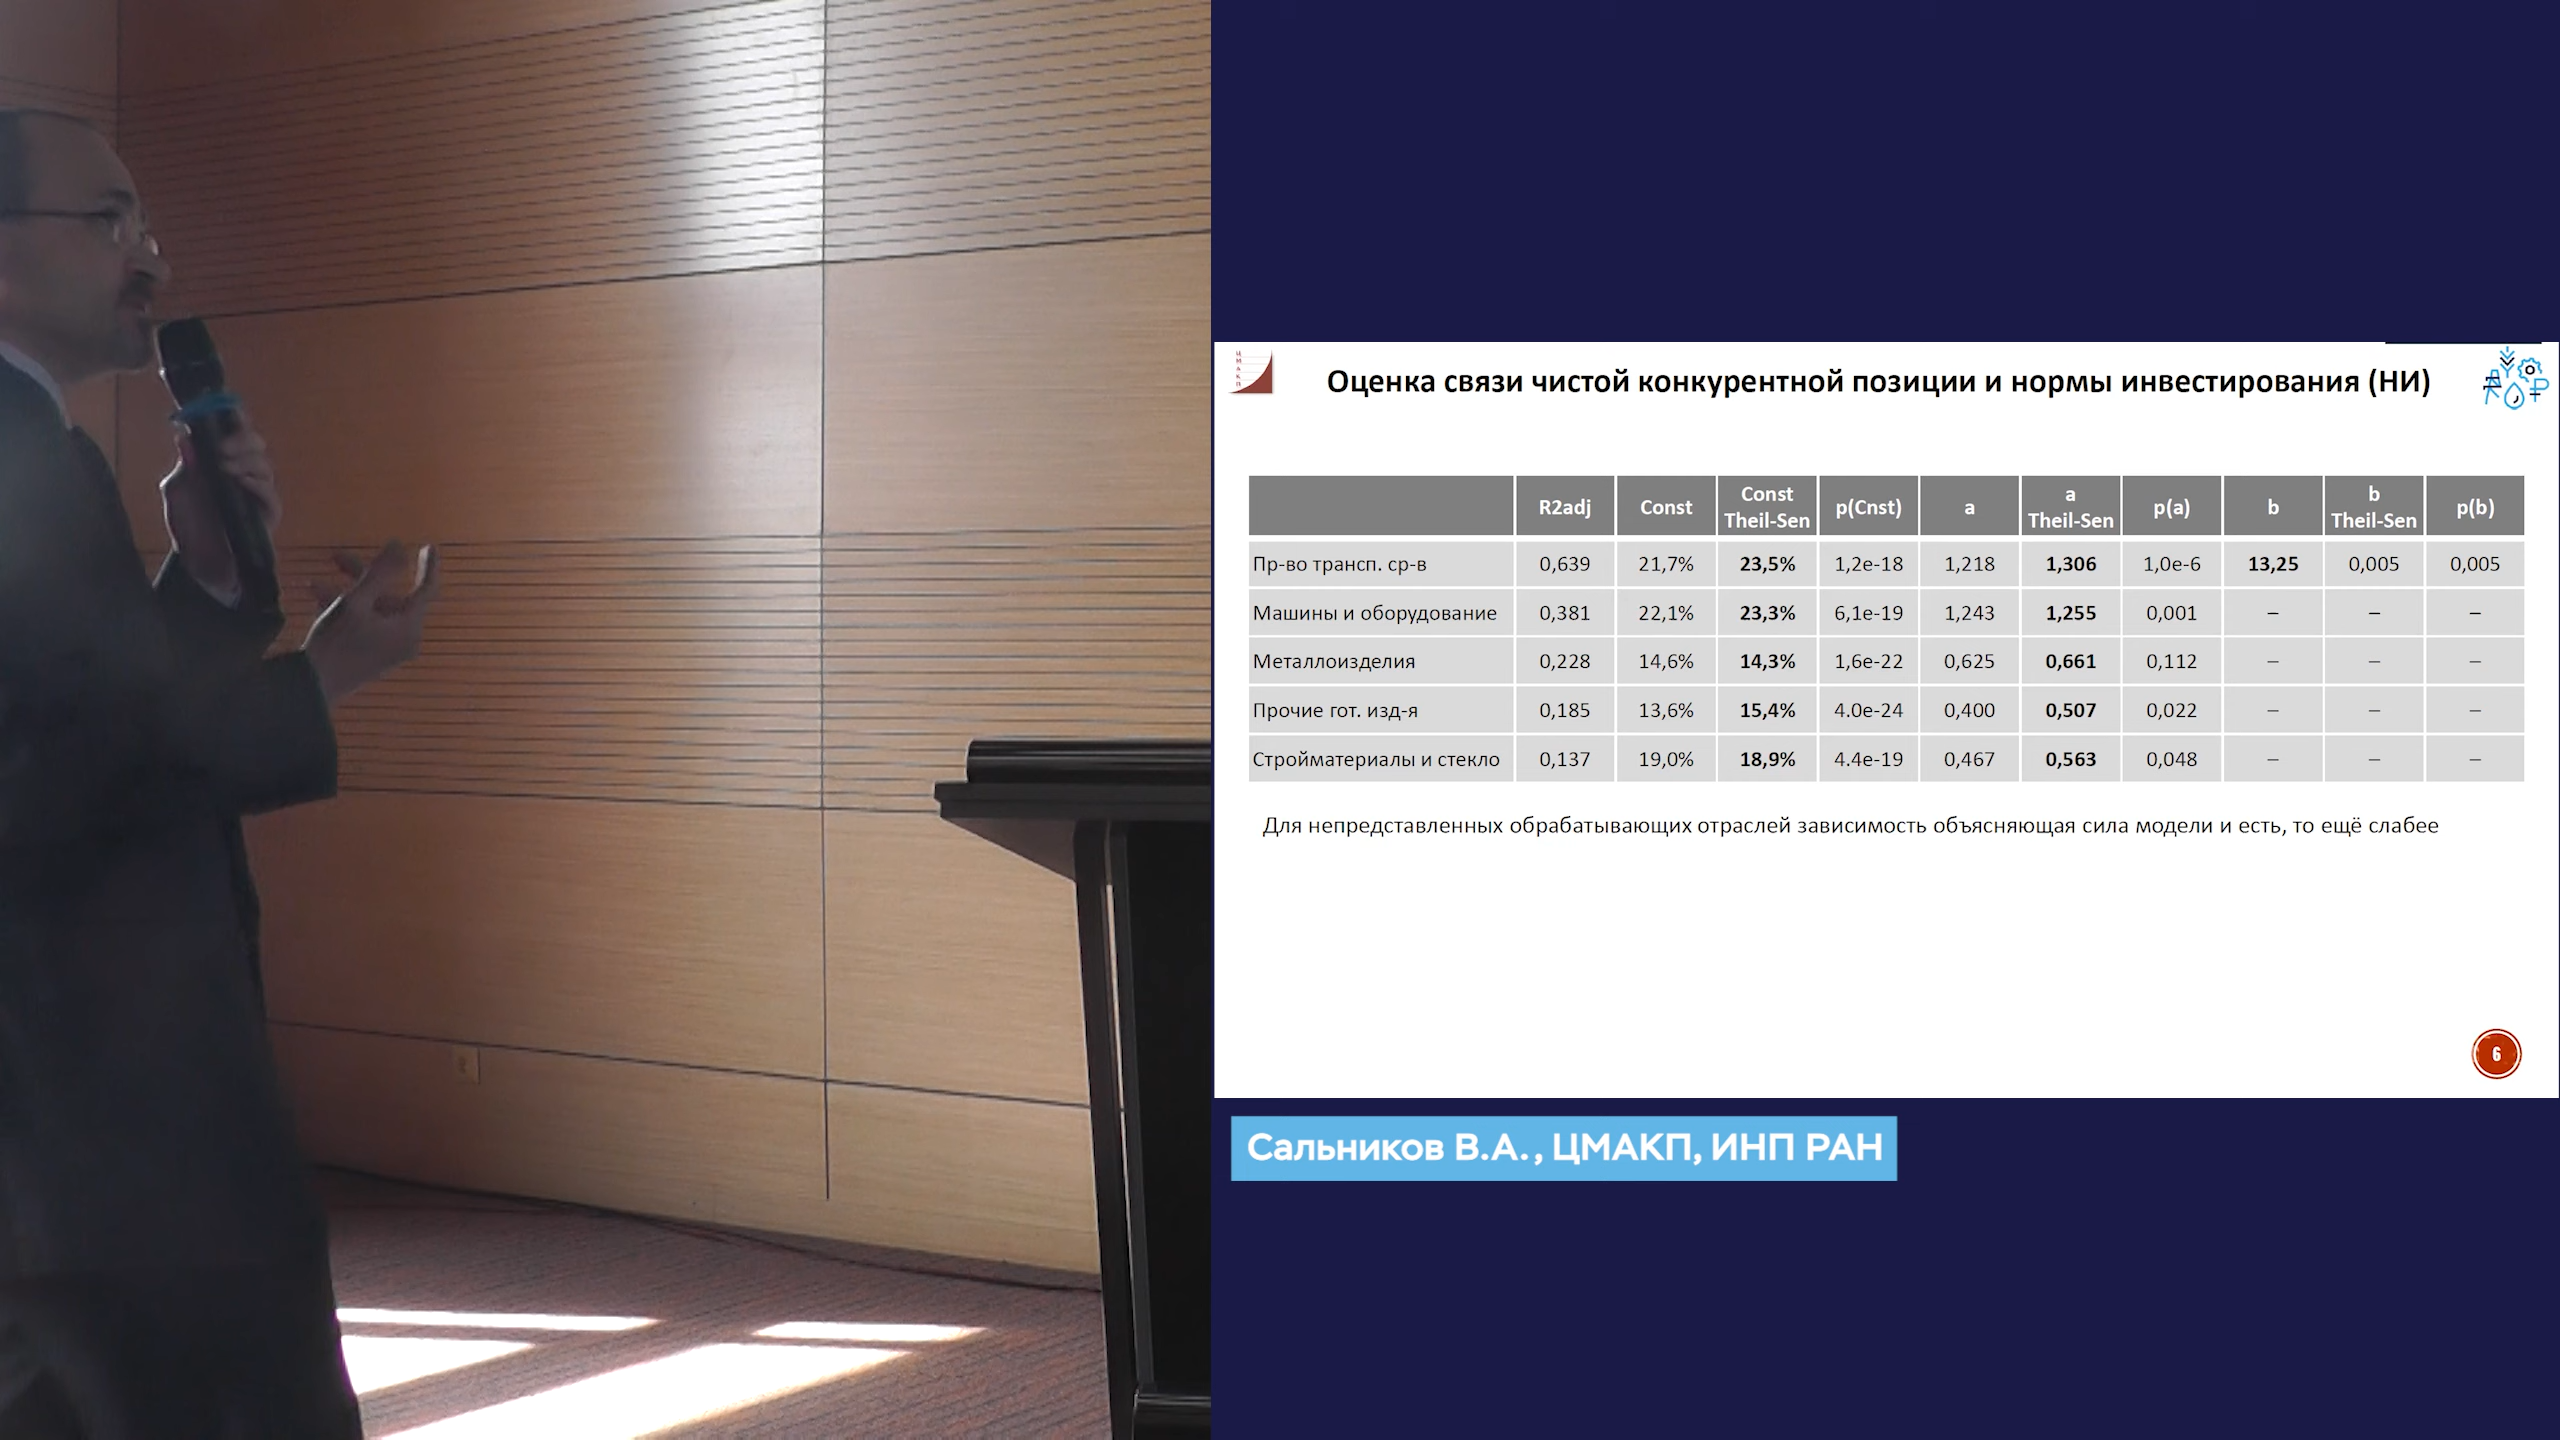 ЦМАКП
Оценка связи чистой конкурентной позиции и нормы инвестирования (НИ)
R2adj Const Const Theil-Sen p(Cnst) a a Theil-Sen p(a) b b Theil-Sen p(b)
Пр-во трансп. ср-в 0,639 21,7% 23,5% 1,2e-18 1,218 1,306 1,0e-6 13,25 0,005 0,005
Машины и оборудование 0,381 22,1% 23,3% 6,1e-19 1,243 1,255 0,001 – – –
Металлоизделия 0,228 14,6% 14,3% 1,6e-22 0,625 0,661 0,112 – – –
Прочие гот. изд-я 0,185 13,6% 15,4% 4.0e-24 0,400 0,507 0,022 – – –
Стройматериалы и стекло 0,137 19,0% 18,9% 4.4e-19 0,467 0,563 0,048 – – –
Для непредставленных обрабатывающих отраслей зависимость объясняющая сила модели и есть, то ещё слабее
6
Сальников В.А., ЦМАКП, ИНП РАН